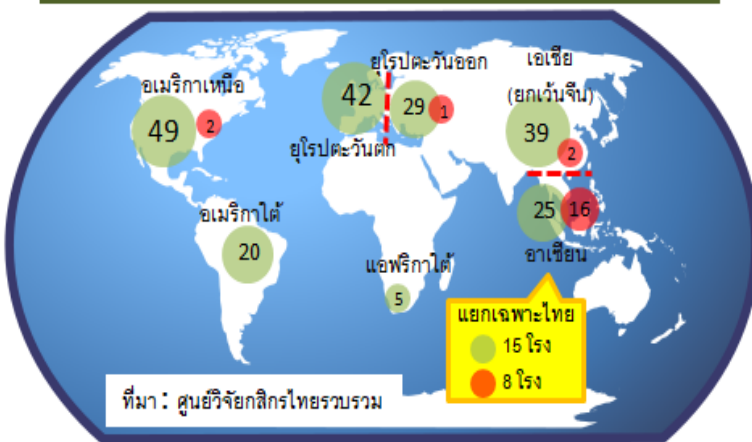 อเมริกาเหนือ
49
2
ยุโรปตะวันออก
42
29
1
ยุโรปตะวันตก
เอเชีย
(ยกเว้นจีน)
39
2
25
16
อาเซียน
อเมริกาใต้
20
แอฟริกาใต้
5
แยกเฉพาะไทย
15 โรง
8 โรง
ที่มา : ศูนย์วิจัยกสิกรไทยรวบรวม